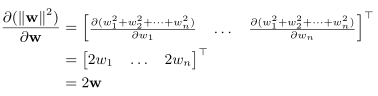 ∂(‖w‖²)/∂w = [∂(w₁²+w₂²+⋯+wₙ²)/∂w₁ … ∂(w₁²+w₂²+⋯+wₙ²)/∂wₙ]⊤
= [2w₁ … 2wₙ]⊤
= 2w